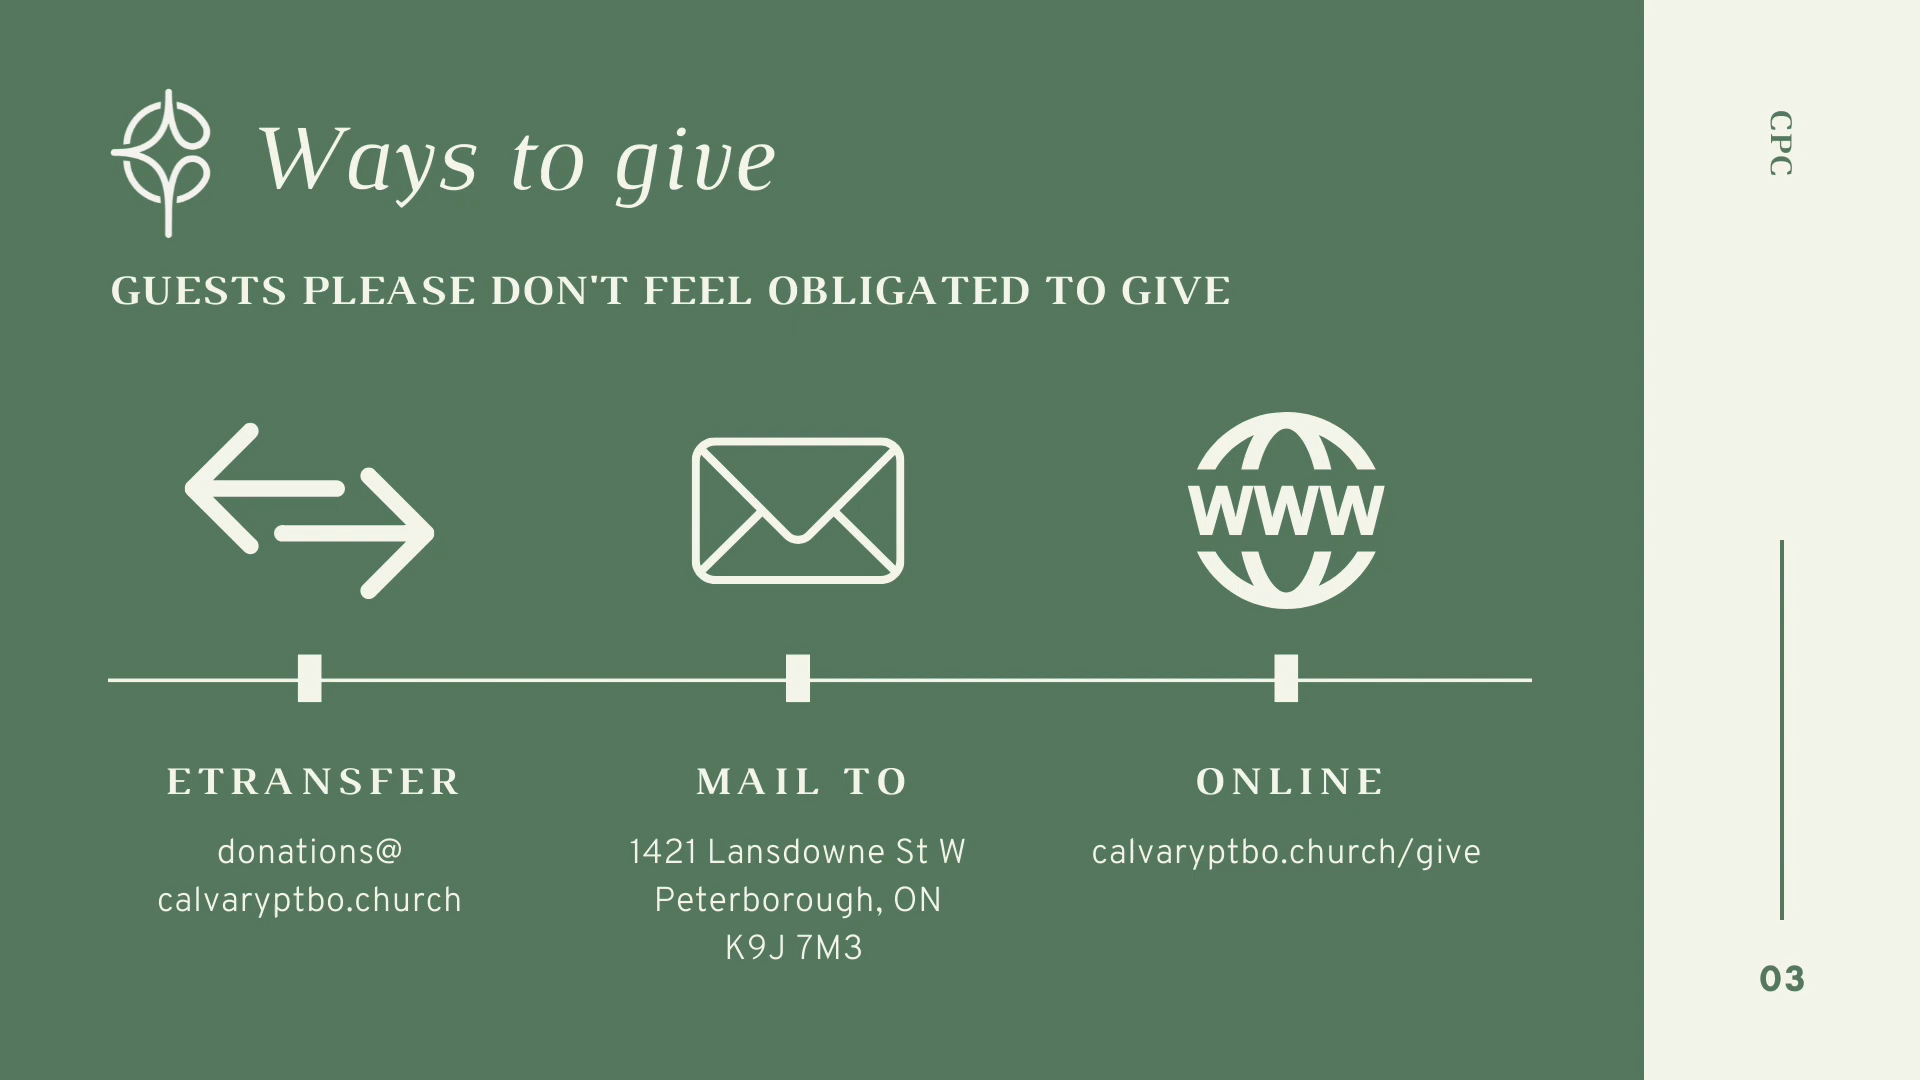 Ways to give
GUESTS PLEASE DON'T FEEL OBLIGATED TO GIVE
WWW
ETRANSFER
donations@
calvaryptbo.church
MAIL TO
1421 Lansdowne St W
Peterborough, ON
K9J 7M3
ONLINE
calvaryptbo.church/give
CPC
03